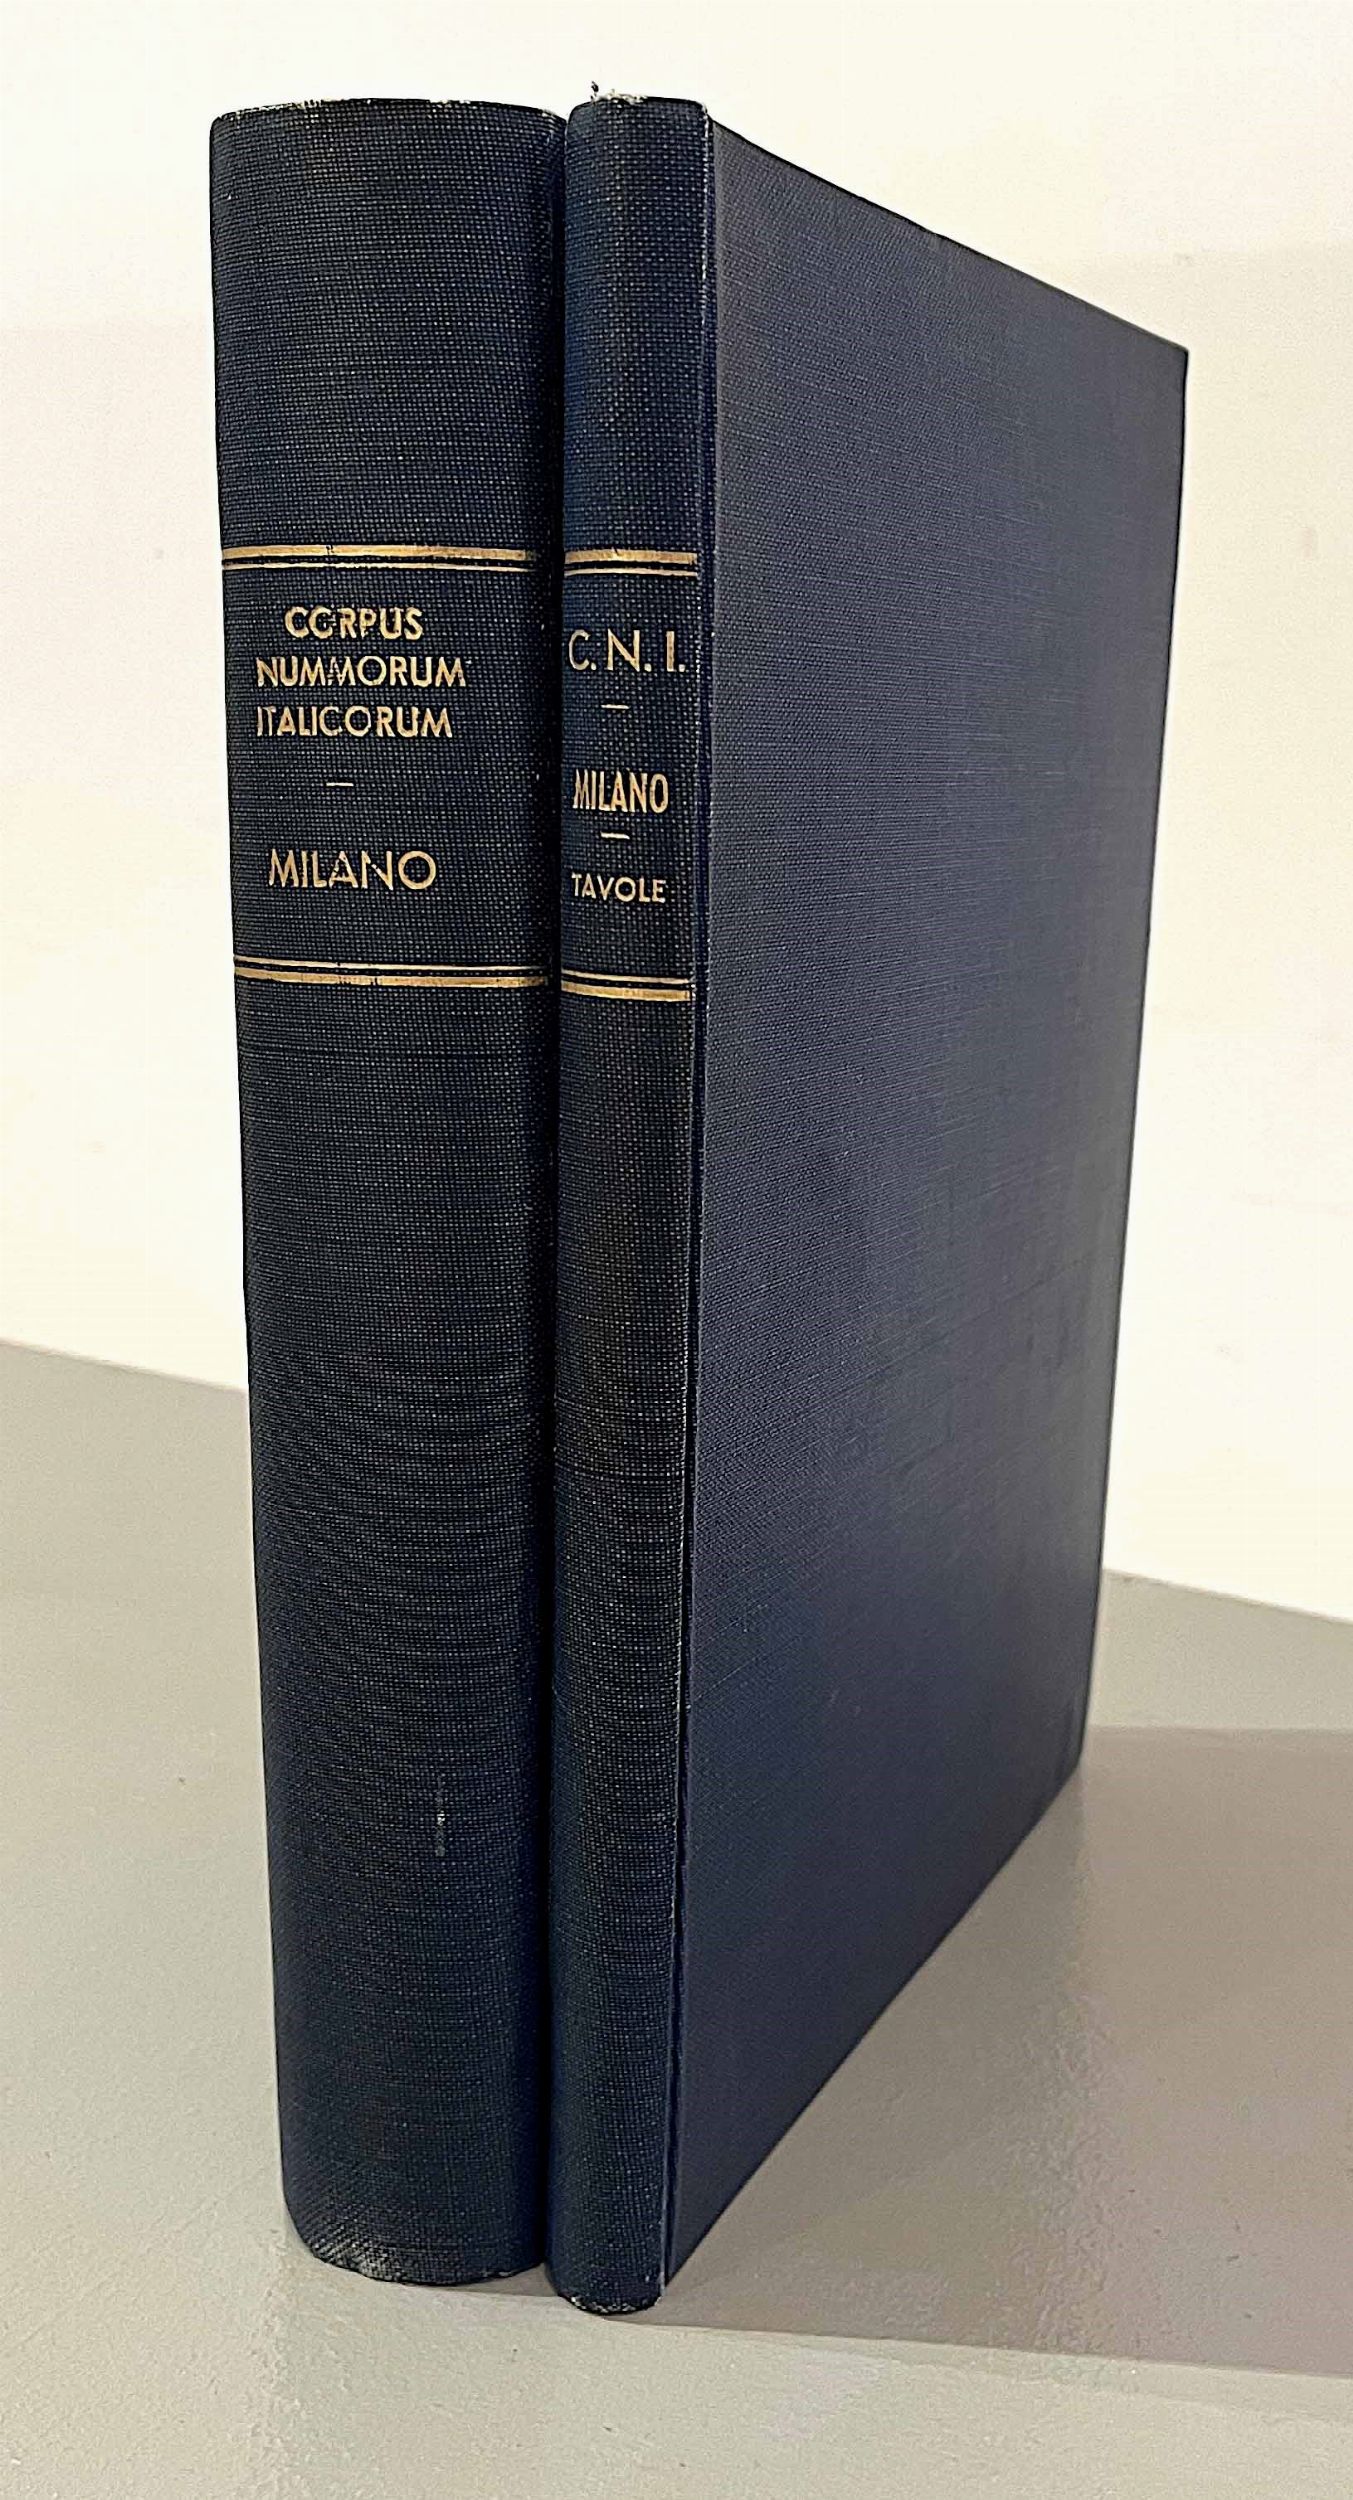 CORPUS
NUMMORUM
ITALICORUM
—
MILANO
C. N. I.
—
MILANO
—
TAVOLE